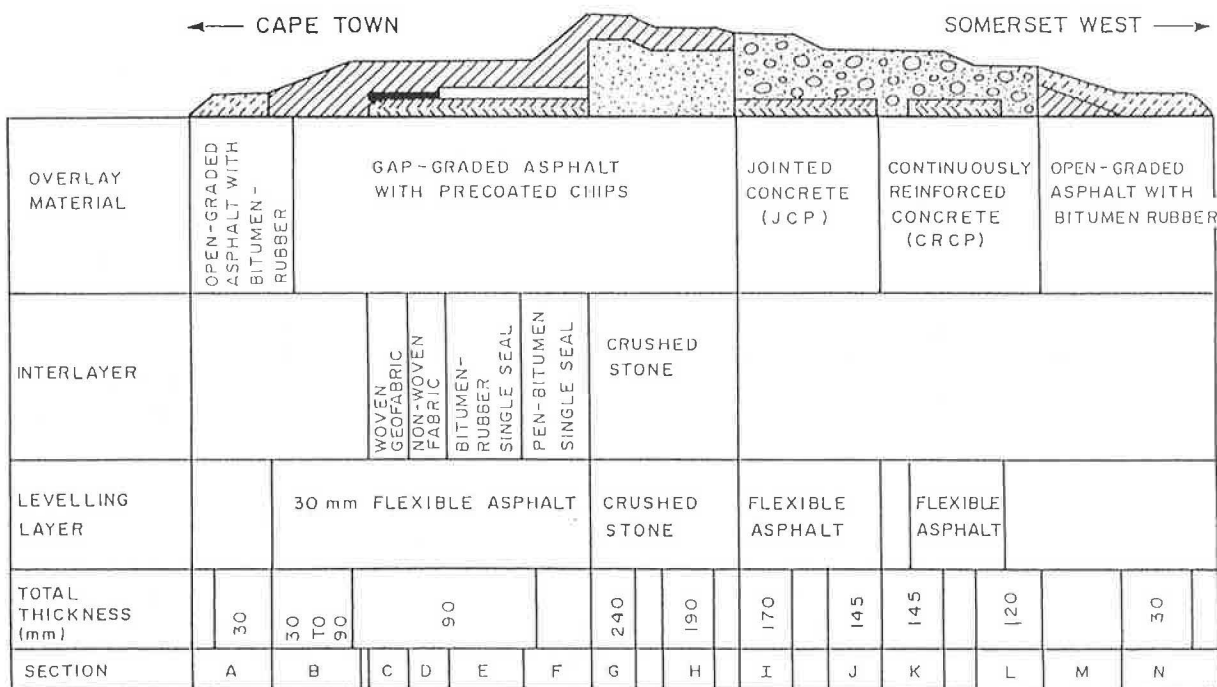 CAPE TOWN
SOMERSET WEST
OVERLAY
MATERIAL
OPEN-GRADED
ASPHALT WITH
BITUMEN-
RUBBER
GAP-GRADED ASPHALT
WITH PRECOATED CHIPS
JOINTED
CONCRETE
(JCP)
CONTINUOUSLY
REINFORCED
CONCRETE
(CRCP)
OPEN-GRADED
ASPHALT WITH
BITUMEN RUBBER
INTERLAYER
WOVEN
GEOFABRIC
NON-WOVEN
FABRIC
BITUMEN-
RUBBER
SINGLE SEAL
PEN-BITUMEN
SINGLE SEAL
CRUSHED
STONE
LEVELLING
LAYER
30 mm FLEXIBLE ASPHALT
CRUSHED
STONE
FLEXIBLE
ASPHALT
FLEXIBLE
ASPHALT
TOTAL
THICKNESS
(mm)
30
30
TO
90
90
240
190
170
145
145
120
30
SECTION
A
B
C
D
E
F
G
H
I
J
K
L
M
N